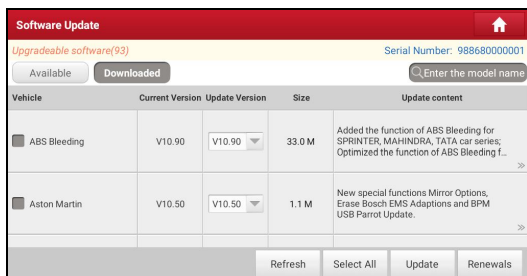 Software Update
Upgradeable software(93)
Serial Number: 988680000001
Available
Downloaded
Enter the model name
Vehicle Current Version Update Version Size Update content
ABS Bleeding V10.90 V10.90 33.0 M
Added the function of ABS Bleeding for
SPRINTER, MAHINDRA, TATA car series;
Optimized the function of ABS Bleeding f...
Aston Martin V10.50 V10.50 1.1 M
New special functions Mirror Options,
Erase Bosch EMS Adaptions and BPM
USB Parrot Update.
Refresh Select All Update Renewals